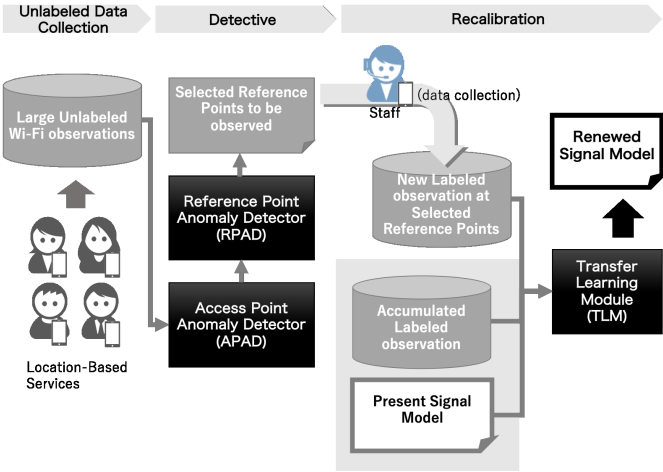 Unlabeled Data
Collection
Detective
Recalibration
Large Unlabeled
Wi-Fi observations
Location-Based
Services
Selected Reference
Points to be
observed
Reference Point
Anomaly Detector
(RPAD)
Access Point
Anomaly Detector
(APAD)
Staff
(data collection)
New Labeled
observation at
Selected
Reference Points
Accumulated
Labeled
observation
Present Signal
Model
Renewed
Signal Model
Transfer
Learning
Module
(TLM)